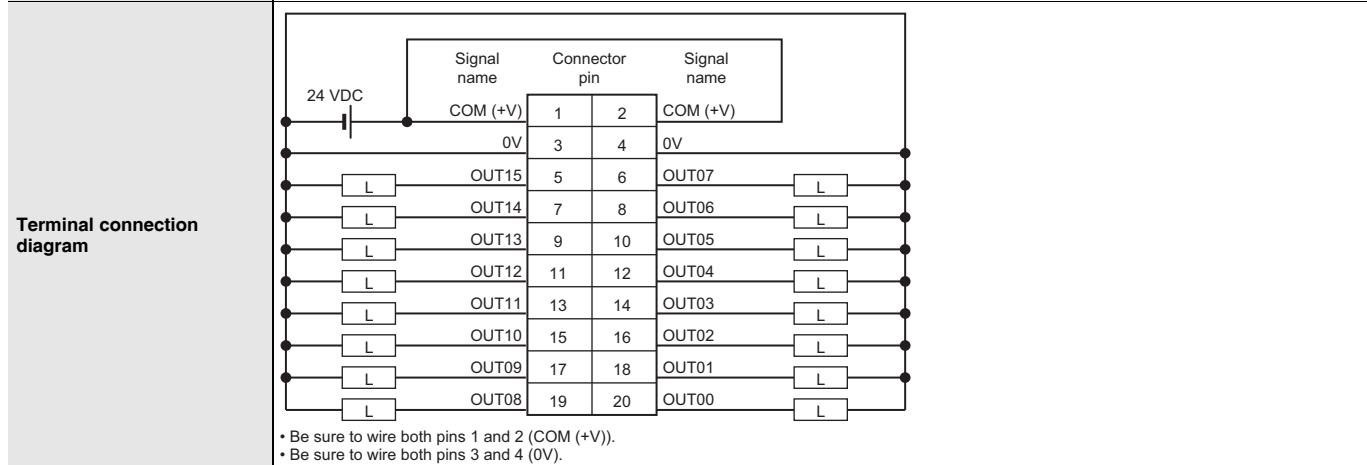 Terminal connection
diagram
Signal name Connector pin Signal name
24 VDC
COM (+V) 1 2 COM (+V)
0V 3 4 0V
L OUT15 5 6 OUT07 L
L OUT14 7 8 OUT06 L
L OUT13 9 10 OUT05 L
L OUT12 11 12 OUT04 L
L OUT11 13 14 OUT03 L
L OUT10 15 16 OUT02 L
L OUT09 17 18 OUT01 L
L OUT08 19 20 OUT00 L
• Be sure to wire both pins 1 and 2 (COM (+V)).
• Be sure to wire both pins 3 and 4 (0V).